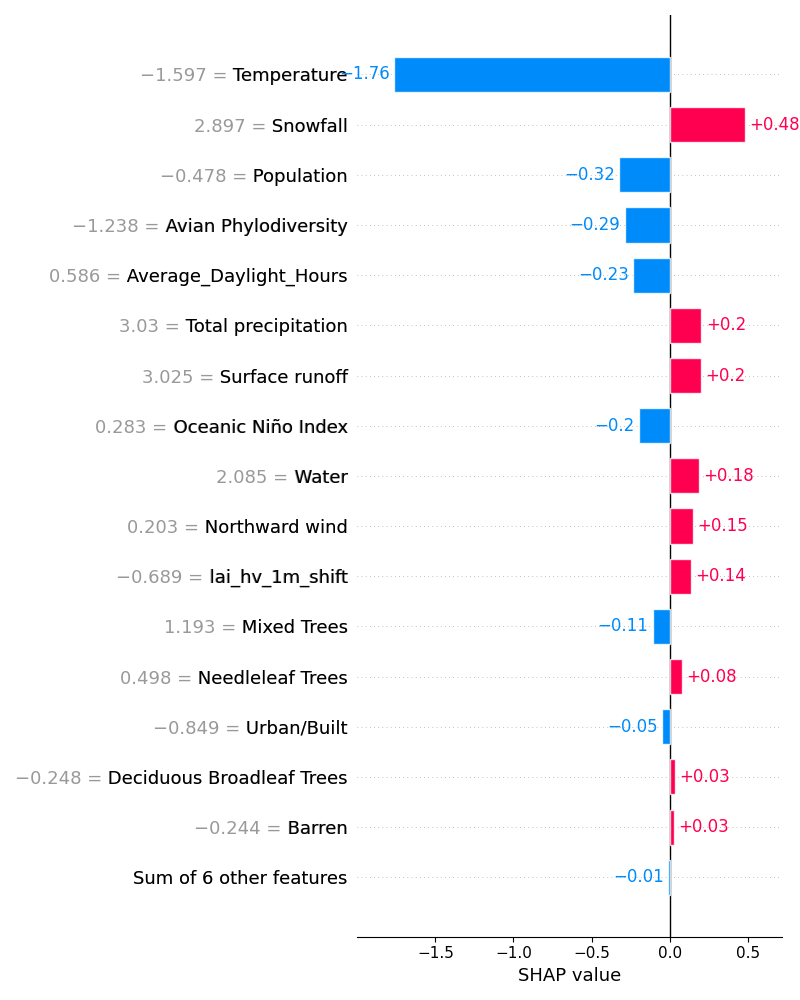 −1.597 = Temperature −1.76
2.897 = Snowfall +0.48
−0.478 = Population −0.32
−1.238 = Avian Phylodiversity −0.29
0.586 = Average_Daylight_Hours −0.23
3.03 = Total precipitation +0.2
3.025 = Surface runoff +0.2
0.283 = Oceanic Niño Index −0.2
2.085 = Water +0.18
0.203 = Northward wind +0.15
−0.689 = lai_hv_1m_shift +0.14
1.193 = Mixed Trees −0.11
0.498 = Needleleaf Trees +0.08
−0.849 = Urban/Built −0.05
−0.248 = Deciduous Broadleaf Trees +0.03
−0.244 = Barren +0.03
Sum of 6 other features −0.01
−1.5 −1.0 −0.5 0.0 0.5
SHAP value